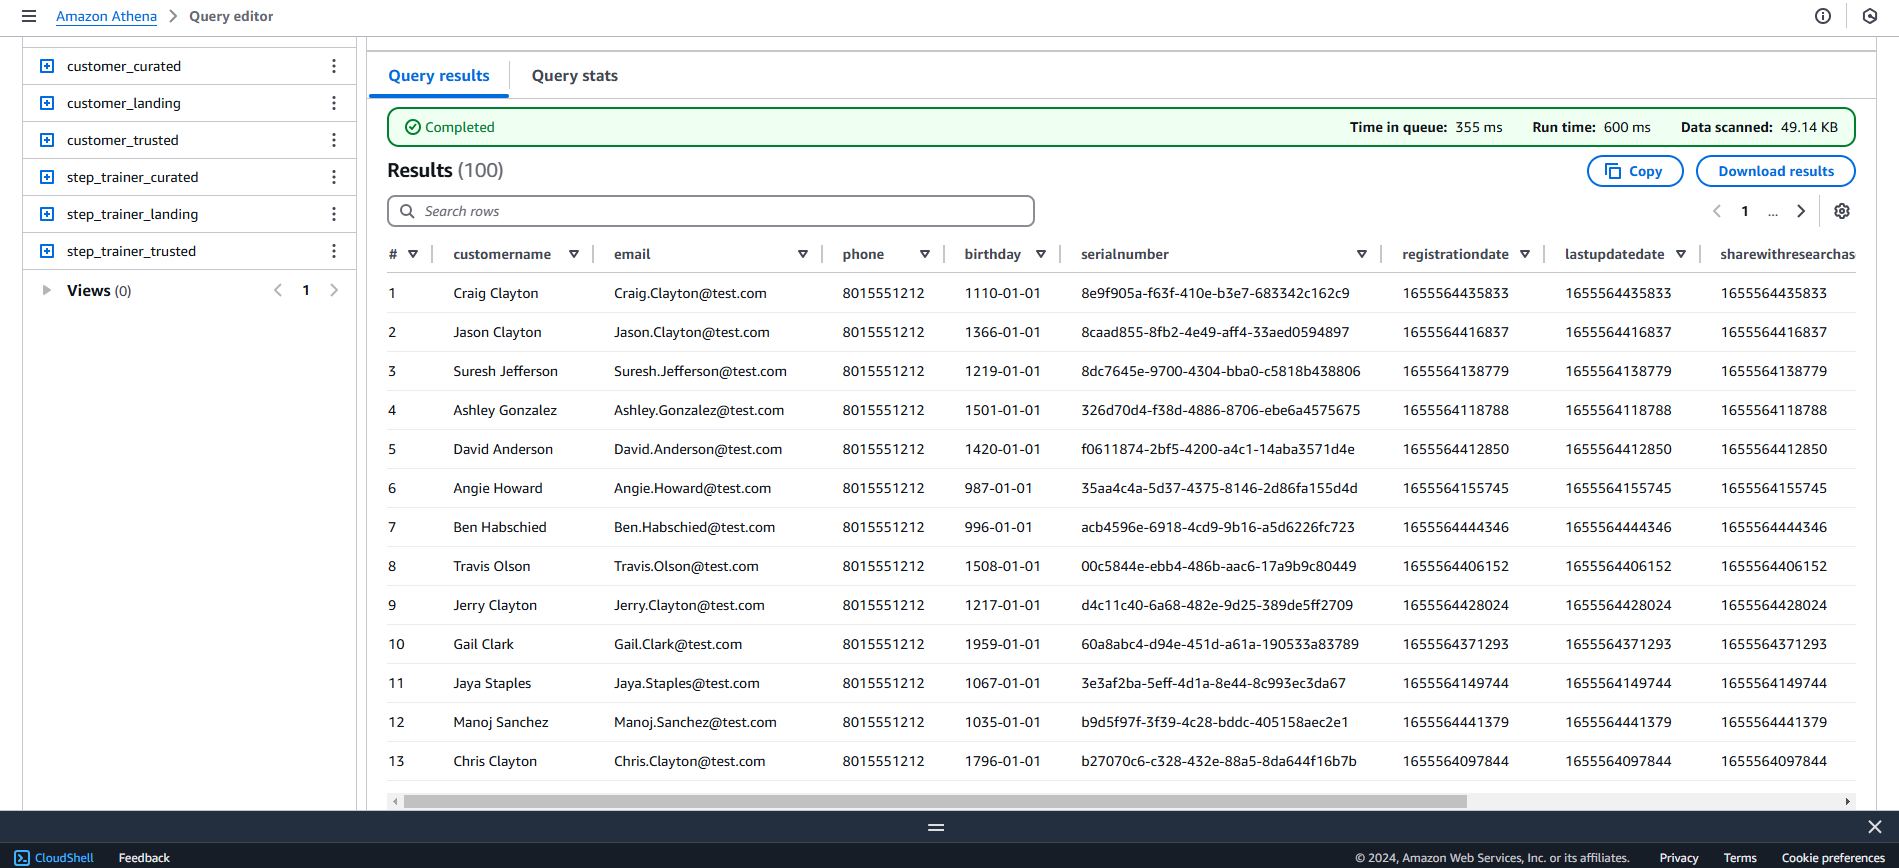 Amazon Athena > Query editor
customer_curated
customer_landing
customer_trusted
step_trainer_curated
step_trainer_landing
step_trainer_trusted
Views (0) 1
Query results Query stats
Completed Time in queue: 355 ms Run time: 600 ms Data scanned: 49.14 KB
Results (100) Copy Download results
Search rows 1 ...
# customername email phone birthday serialnumber registrationdate lastupdatedate sharewithresearchas
1 Craig Clayton Craig.Clayton@test.com 8015551212 1110-01-01 8e9f905a-f63f-410e-b3e7-683342c162c9 1655564435833 1655564435833 1655564435833
2 Jason Clayton Jason.Clayton@test.com 8015551212 1366-01-01 8caad855-8fb2-4e49-aff4-33aed0594897 1655564416837 1655564416837 1655564416837
3 Suresh Jefferson Suresh.Jefferson@test.com 8015551212 1219-01-01 8dc7645e-9700-4304-bba0-c5818b438806 1655564138779 1655564138779 1655564138779
4 Ashley Gonzalez Ashley.Gonzalez@test.com 8015551212 1501-01-01 326d70d4-f38d-4886-8706-ebe6a4575675 1655564118788 1655564118788 1655564118788
5 David Anderson David.Anderson@test.com 8015551212 1420-01-01 f0611874-2bf5-4200-a4c1-14aba3571d4e 1655564412850 1655564412850 1655564412850
6 Angie Howard Angie.Howard@test.com 8015551212 987-01-01 35aa4c4a-5d37-4375-8146-2d86fa155d4d 1655564155745 1655564155745 1655564155745
7 Ben Habschied Ben.Habschied@test.com 8015551212 996-01-01 acb4596e-6918-4cd9-9b16-a5d6226fc723 1655564444346 1655564444346 1655564444346
8 Travis Olson Travis.Olson@test.com 8015551212 1508-01-01 00c5844e-ebb4-486b-aac6-17a9b9c80449 1655564406152 1655564406152 1655564406152
9 Jerry Clayton Jerry.Clayton@test.com 8015551212 1217-01-01 d4c11c40-6a68-482e-9d25-389de5ff2709 1655564428024 1655564428024 1655564428024
10 Gail Clark Gail.Clark@test.com 8015551212 1959-01-01 60a8abc4-d94e-451d-a61a-190533a83789 1655564371293 1655564371293 1655564371293
11 Jaya Staples Jaya.Staples@test.com 8015551212 1067-01-01 3e3af2ba-5eff-4d1a-8e44-8c993ec3da67 1655564149744 1655564149744 1655564149744
12 Manoj Sanchez Manoj.Sanchez@test.com 8015551212 1035-01-01 b9d5f97f-3f39-4c28-bddc-405158aec2e1 1655564441379 1655564441379 1655564441379
13 Chris Clayton Chris.Clayton@test.com 8015551212 1796-01-01 b27070c6-c328-432e-88a5-8da644f16b7b 1655564097844 1655564097844 1655564097844
CloudShell Feedback © 2024, Amazon Web Services, Inc. or its affiliates. Privacy Terms Cookie preferences